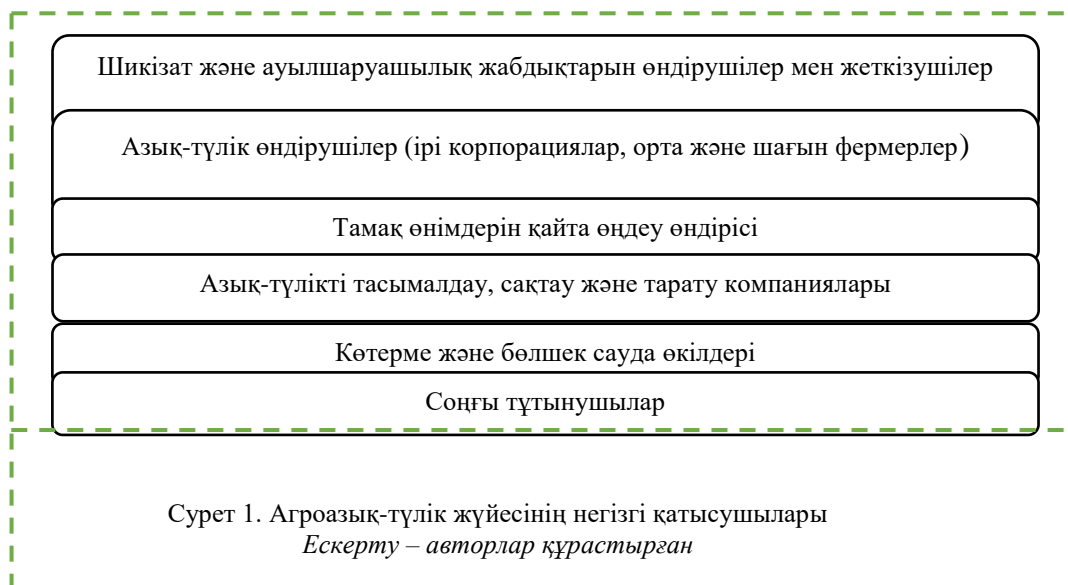 Шикізат және ауылшаруашылық жабдықтарын өндірушілер мен жеткізушілер
Азық-түлік өндірушілер (ірі корпорациялар, орта және шағын фермерлер)
Тамақ өнімдерін қайта өңдеу өндірісі
Азық-түлікті тасымалдау, сақтау және тарату компаниялары
Көтерме және бөлшек сауда өкілдері
Соңғы тұтынушылар
Сурет 1. Агроазық-түлік жүйесінің негізгі қатысушылары
Ескерту – авторлар құрастырған